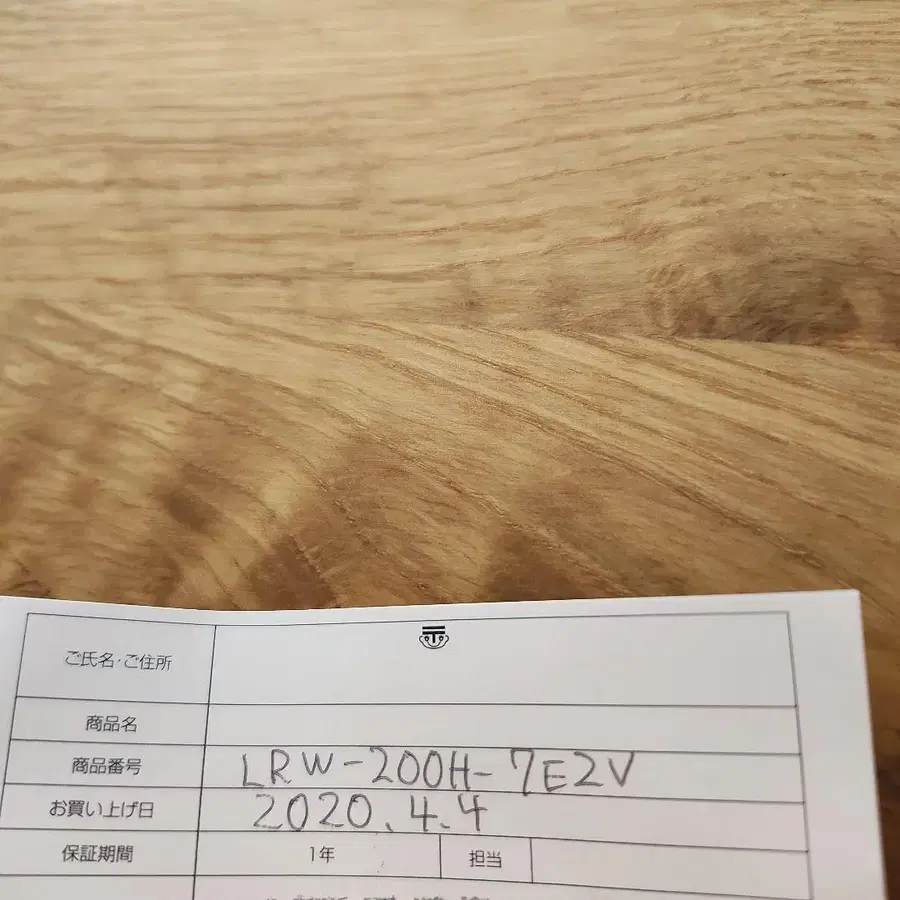 ご氏名・ご住所 〠
商品名
商品番号 LRW-200H-7E2V
お買い上げ日 2020.4.4
保証期間 1年 担当